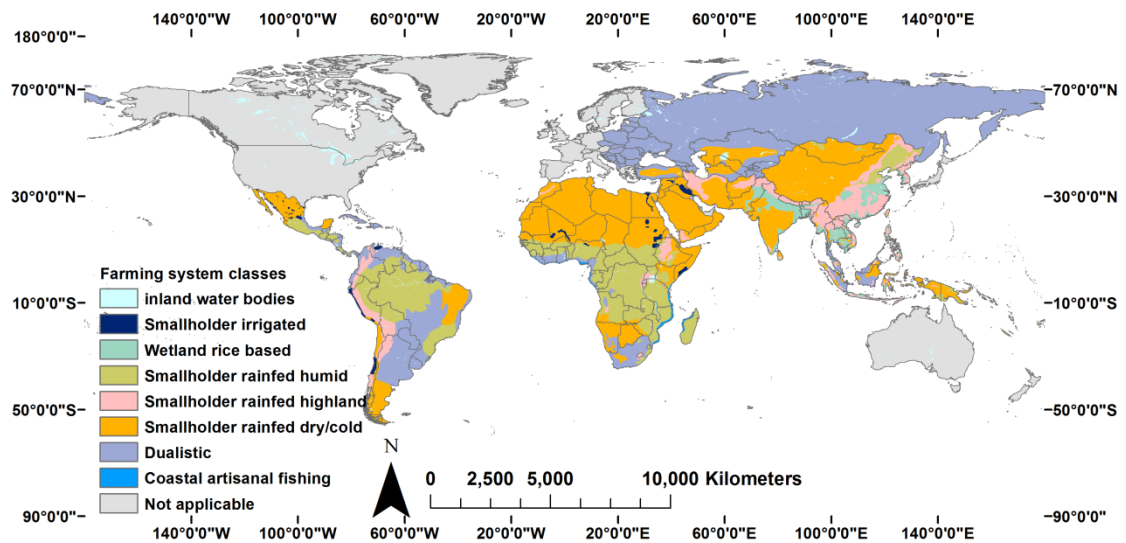 140°0'0"W 100°0'0"W 60°0'0"W 20°0'0"W 20°0'0"E 60°0'0"E 100°0'0"E 140°0'0"E
180°0'0"
70°0'0"N 70°0'0"N
30°0'0"N 30°0'0"N
Farming system classes
inland water bodies
10°0'0"S 10°0'0"S
Smallholder irrigated
Wetland rice based
Smallholder rainfed humid
Smallholder rainfed highland
50°0'0"S 50°0'0"S
Smallholder rainfed dry/cold
Dualistic
N
Coastal artisanal fishing
0 2,500 5,000 10,000 Kilometers
Not applicable
90°0'0" 90°0'0"
140°0'0"W 100°0'0"W 60°0'0"W 20°0'0"W 20°0'0"E 60°0'0"E 100°0'0"E 140°0'0"E